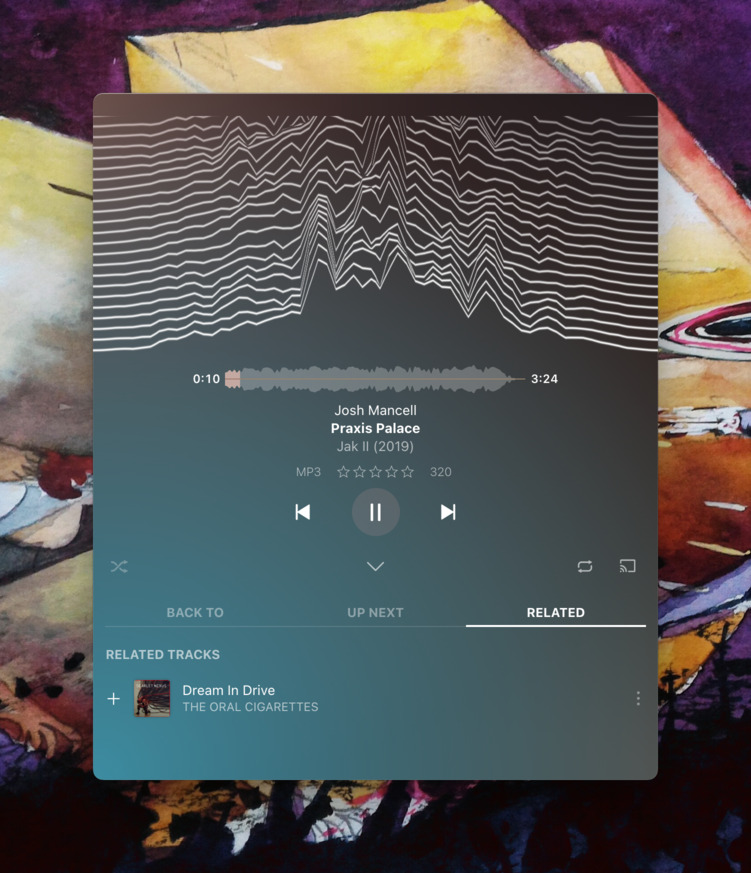 0:10 3:24
Josh Mancell
Praxis Palace
Jak II (2019)
MP3 320
BACK TO UP NEXT RELATED
RELATED TRACKS
Dream In Drive
THE ORAL CIGARETTES